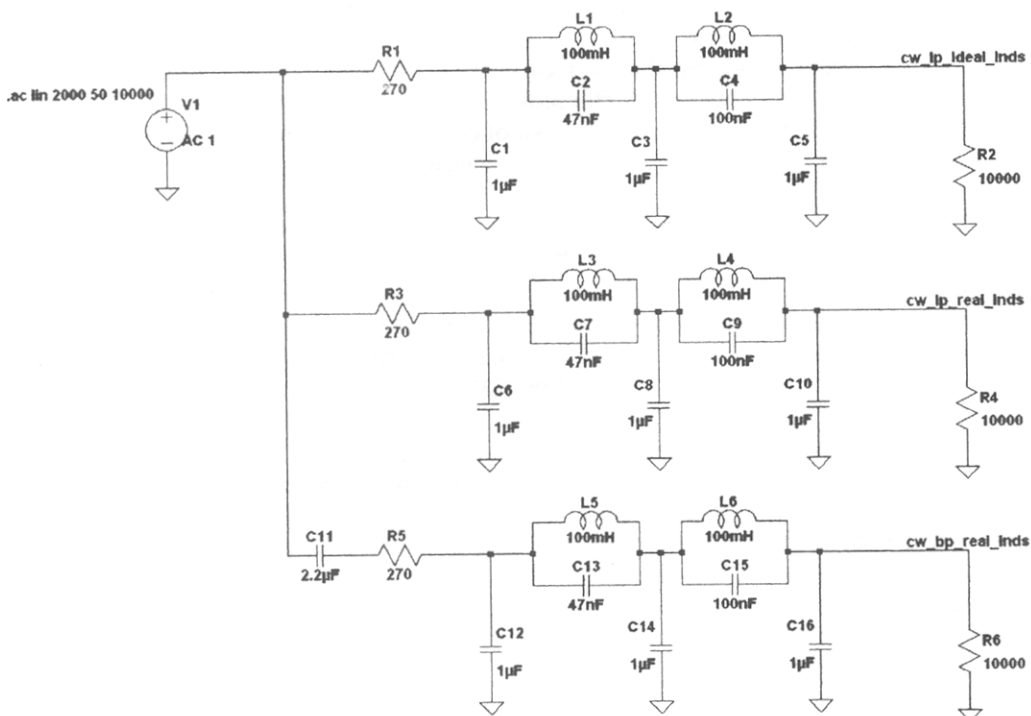 L1
L2
R1
100mH
100mH
cw_lp_ideal_inds
.ac lin 2000 50 10000
V1
270
C2
C4
47nF
100nF
AC 1
C1
C3
C5
R2
1µF
1µF
1µF
10000
L3
L4
R3
100mH
100mH
cw_lp_real_inds
270
C7
C9
47nF
100nF
C6
C8
C10
R4
1µF
1µF
1µF
10000
L5
L6
C11
R5
100mH
100mH
cw_bp_real_inds
2.2µF
270
C13
C15
47nF
100nF
C12
C14
C16
R6
1µF
1µF
1µF
10000